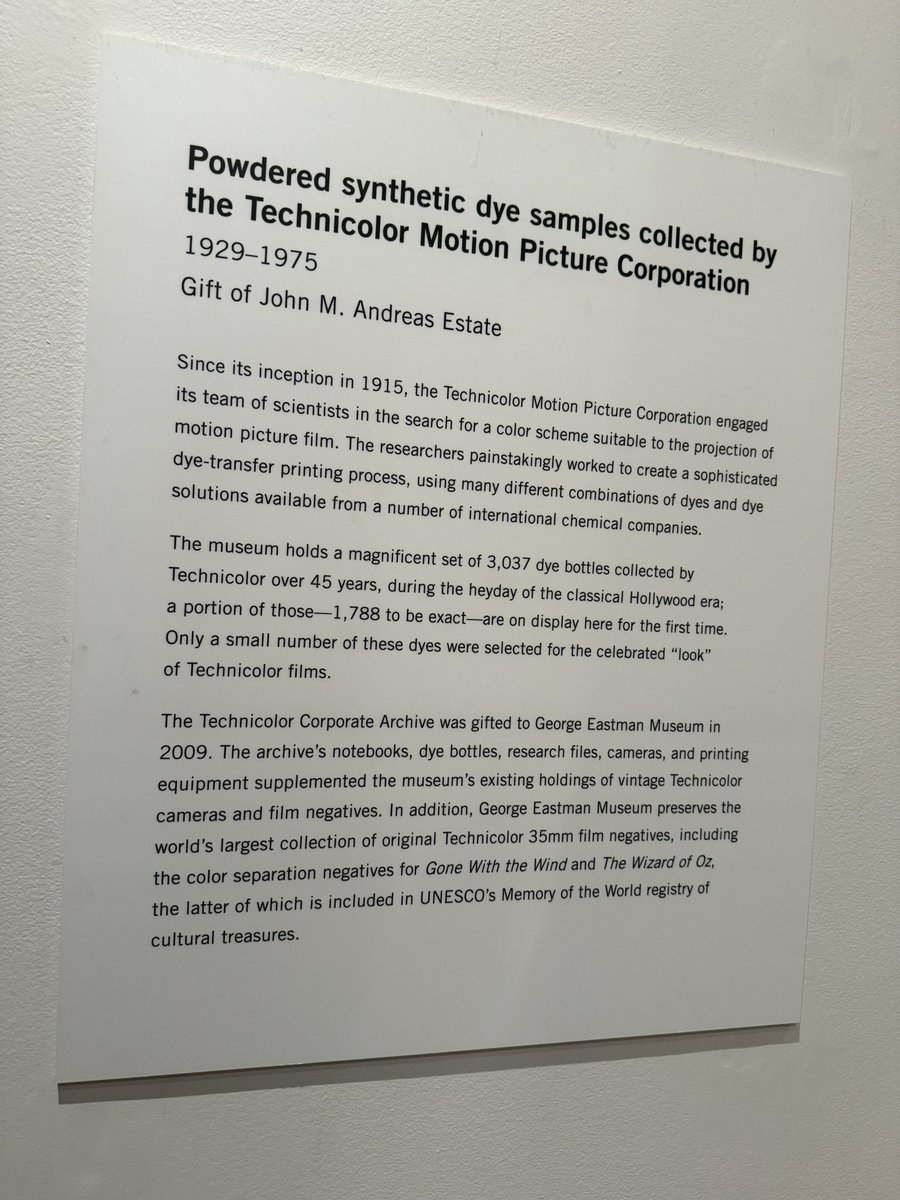 Powdered synthetic dye samples collected by
the Technicolor Motion Picture Corporation
1929–1975
Gift of John M. Andreas Estate
Since its inception in 1915, the Technicolor Motion Picture Corporation engaged
its team of scientists in the search for a color scheme suitable to the projection of
motion picture film. The researchers painstakingly worked to create a sophisticated
dye-transfer printing process, using many different combinations of dyes and dye
solutions available from a number of international chemical companies.
The museum holds a magnificent set of 3,037 dye bottles collected by
Technicolor over 45 years, during the heyday of the classical Hollywood era;
a portion of those—1,788 to be exact—are on display here for the first time.
Only a small number of these dyes were selected for the celebrated “look”
of Technicolor films.
The Technicolor Corporate Archive was gifted to George Eastman Museum in
2009. The archive’s notebooks, dye bottles, research files, cameras, and printing
equipment supplemented the museum’s existing holdings of vintage Technicolor
cameras and film negatives. In addition, George Eastman Museum preserves the
world’s largest collection of original Technicolor 35mm film negatives, including
the color separation negatives for Gone With the Wind and The Wizard of Oz,
the latter of which is included in UNESCO’s Memory of the World registry of
cultural treasures.